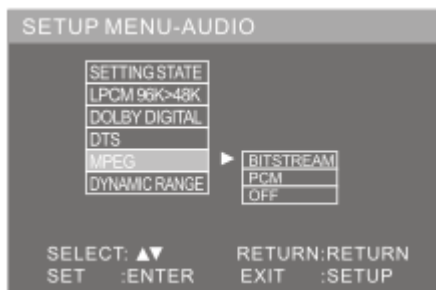 SETUP MENU-AUDIO
SETTING STATE
LPCM 96K>48K
DOLBY DIGITAL
DTS
MPEG
DYNAMIC RANGE
BITSTREAM
PCM
OFF
SELECT: ▲▼ RETURN:RETURN
SET :ENTER EXIT :SETUP